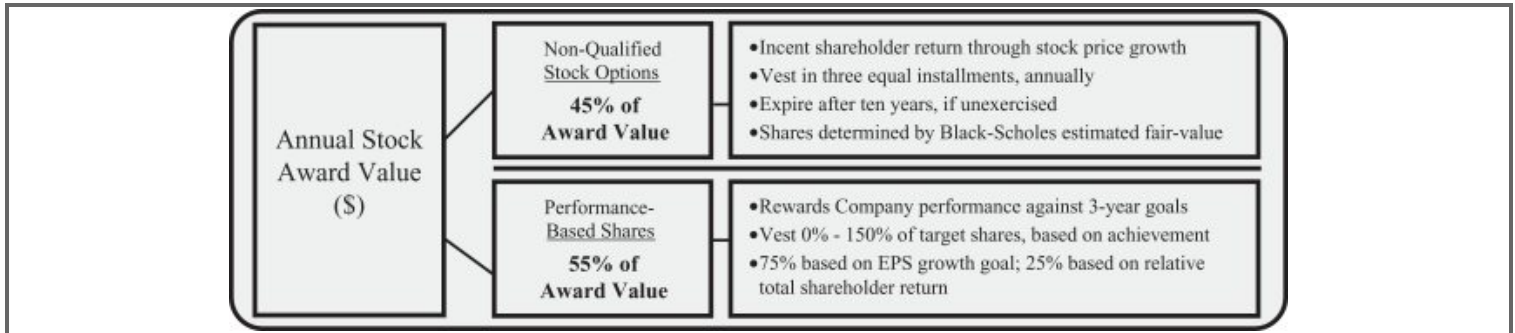 Annual Stock
Award Value
($)
Non-Qualified
Stock Options
45% of
Award Value
•Incent shareholder return through stock price growth
•Vest in three equal installments, annually
•Expire after ten years, if unexercised
•Shares determined by Black-Scholes estimated fair-value
Performance-
Based Shares
55% of
Award Value
•Rewards Company performance against 3-year goals
•Vest 0% - 150% of target shares, based on achievement
•75% based on EPS growth goal; 25% based on relative
total shareholder return